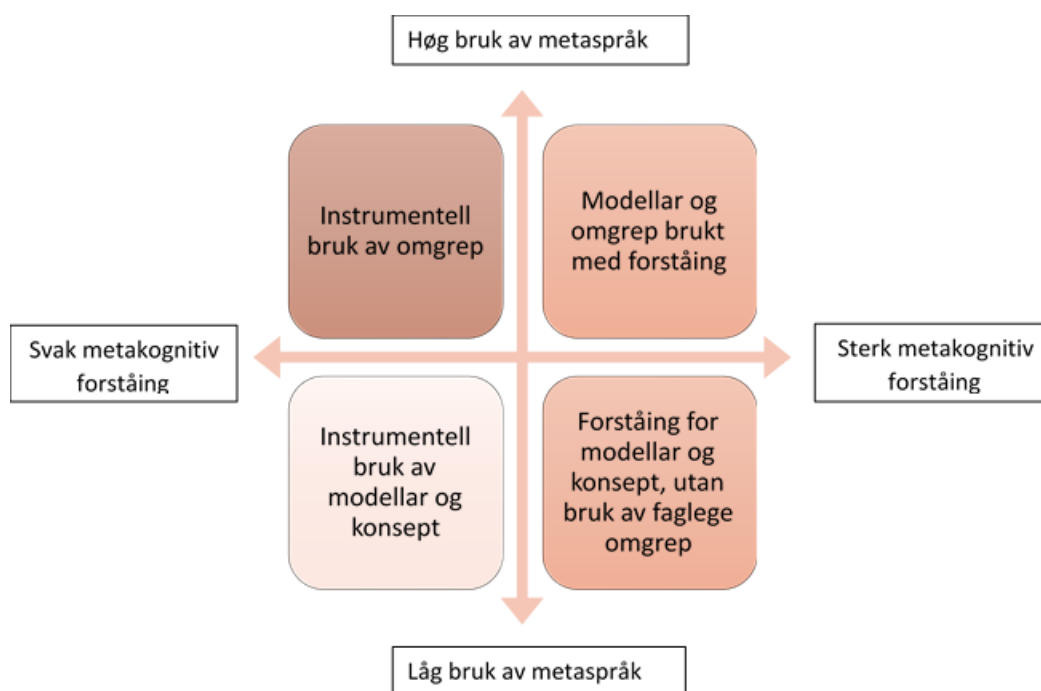 Høg bruk av metaspråk
Instrumentell
bruk av omgrep
Modellar og
omgrep brukt
med forståing
Svak metakognitiv
forståing
Sterk metakognitiv
forståing
Instrumentell
bruk av
modellar og
konsept
Forståing for
modellar og
konsept, utan
bruk av faglege
omgrep
Låg bruk av metaspråk